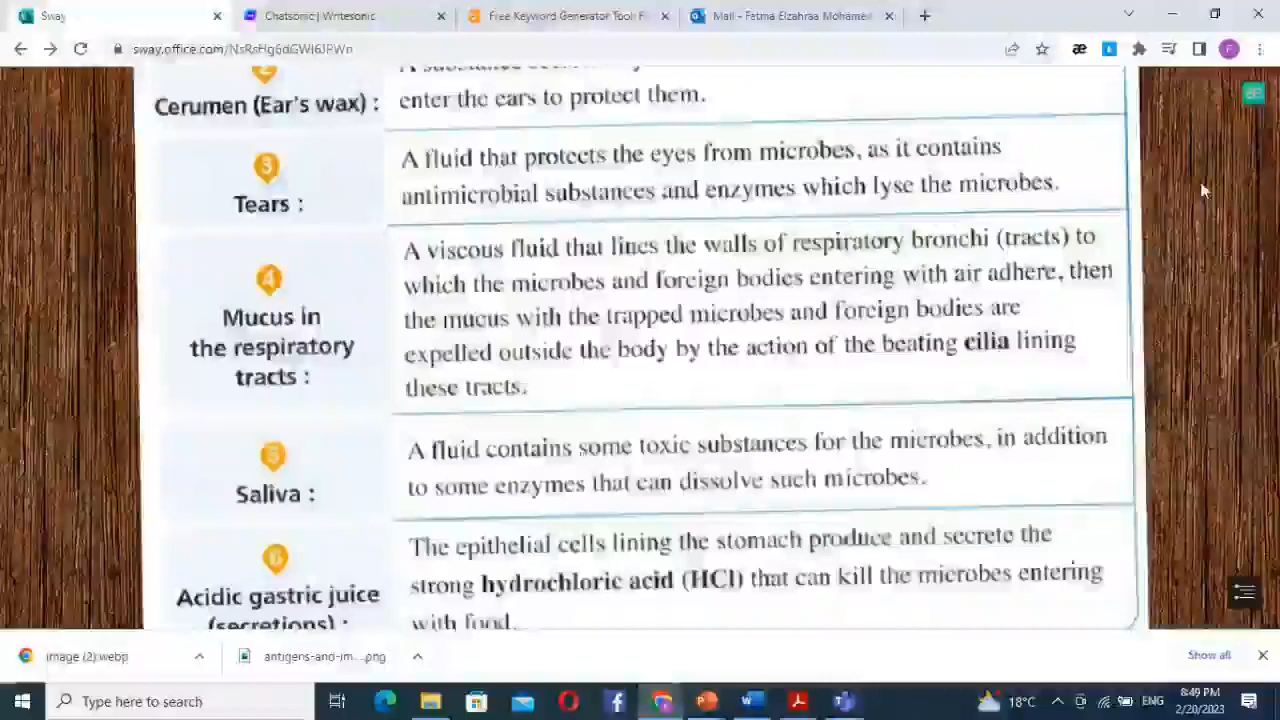 Sway
Chatsonic | Writesonic
Free Keyword Generator Tool: F
Mail - Fatma Elzahraa Mohamed
sway.office.com/NsRsHg6dGWi6JPWn
2
Cerumen (Ear's wax) :
enter the ears to protect them.
3
Tears :
A fluid that protects the eyes from microbes, as it contains
antimicrobial substances and enzymes which lyse the microbes.
4
Mucus in
the respiratory
tracts :
A viscous fluid that lines the walls of respiratory bronchi (tracts) to
which the microbes and foreign bodies entering with air adhere, then
the mucus with the trapped microbes and foreign bodies are
expelled outside the body by the action of the beating cilia lining
these tracts.
5
Saliva :
A fluid contains some toxic substances for the microbes, in addition
to some enzymes that can dissolve such microbes.
6
Acidic gastric juice
(secretions) :
The epithelial cells lining the stomach produce and secrete the
strong hydrochloric acid (HCl) that can kill the microbes entering
with food.
image (2).webp
antigens-and-im....png
Show all
Type here to search
18°C
ENG
8:49 PM
2/20/2023